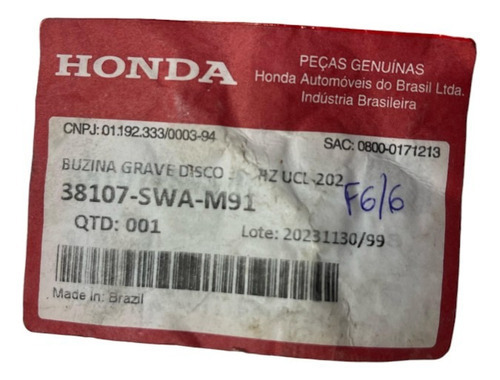 HONDA
PEÇAS GENUÍNAS
Honda Automóveis do Brasil Ltda.
Indústria Brasileira
CNPJ: 01.192.333/0003-94
SAC: 0800-0171213
BUZINA GRAVE DISCO HZ UCL-202
38107-SWA-M91
F6/6
QTD: 001
Lote: 20231130/99
Made in: Brazil